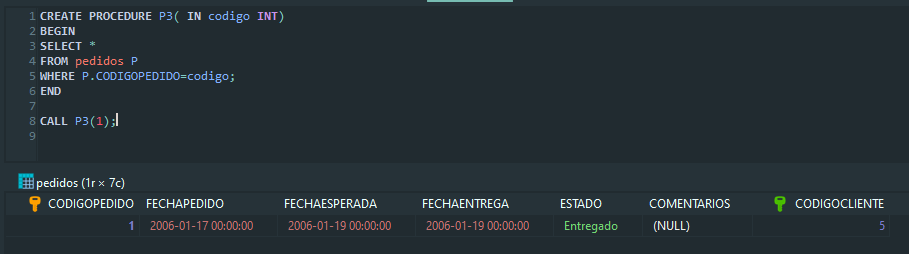 1 CREATE PROCEDURE P3( IN codigo INT)
2 BEGIN
3 SELECT *
4 FROM pedidos P
5 WHERE P.CODIGOPEDIDO=codigo;
6 END
7
8 CALL P3(1);
9
pedidos (1r × 7c)
CODIGOPEDIDO FECHAPEDIDO FECHAESPERADA FECHAENTREGA ESTADO COMENTARIOS CODIGOCLIENTE
1 2006-01-17 00:00:00 2006-01-19 00:00:00 2006-01-19 00:00:00 Entregado (NULL) 5